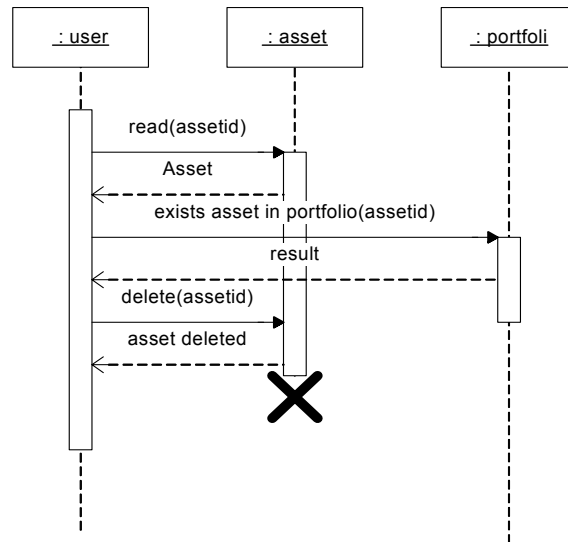 : user
: asset
: portfoli
read(assetid)
Asset
exists asset in portfolio(assetid)
result
delete(assetid)
asset deleted